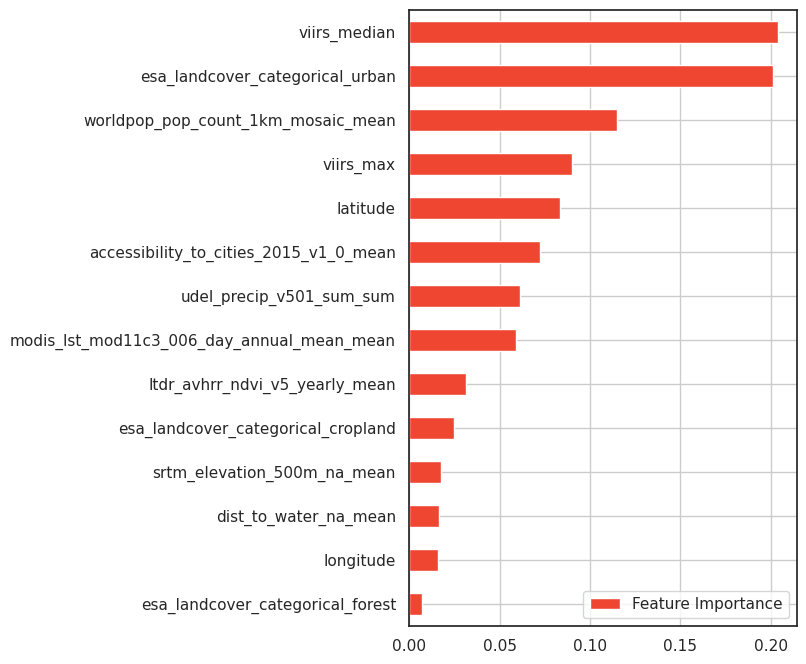 viirs_median
esa_landcover_categorical_urban
worldpop_pop_count_1km_mosaic_mean
viirs_max
latitude
accessibility_to_cities_2015_v1_0_mean
udel_precip_v501_sum_sum
modis_lst_mod11c3_006_day_annual_mean_mean
ltdr_avhrr_ndvi_v5_yearly_mean
esa_landcover_categorical_cropland
srtm_elevation_500m_na_mean
dist_to_water_na_mean
longitude
esa_landcover_categorical_forest
Feature Importance
0.00 0.05 0.10 0.15 0.20